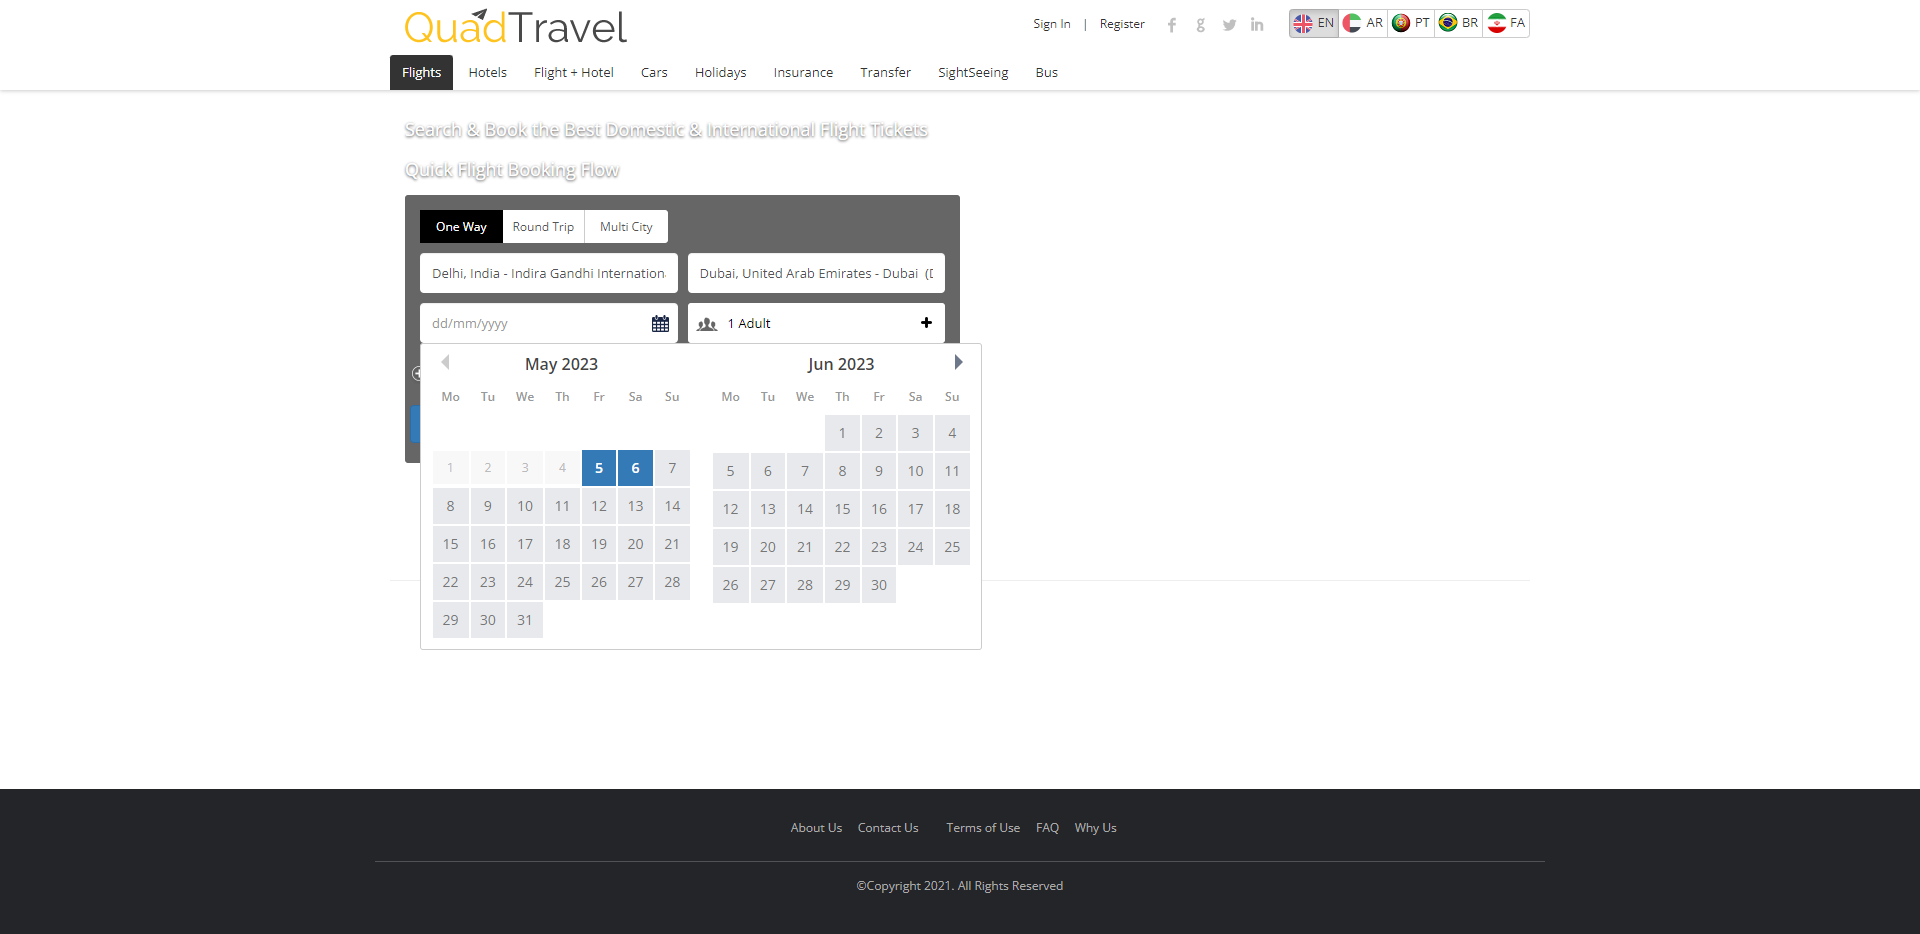 QuadTravel
Sign In | Register
EN AR PT BR FA
Flights Hotels Flight + Hotel Cars Holidays Insurance Transfer SightSeeing Bus
Search & Book the Best Domestic & International Flight Tickets
Quick Flight Booking Flow
One Way Round Trip Multi City
Delhi, India - Indira Gandhi Internation
Dubai, United Arab Emirates - Dubai (D
dd/mm/yyyy
1 Adult
May 2023
Mo Tu We Th Fr Sa Su
1 2 3 4 5 6 7
8 9 10 11 12 13 14
15 16 17 18 19 20 21
22 23 24 25 26 27 28
29 30 31
Jun 2023
Mo Tu We Th Fr Sa Su
1 2 3 4
5 6 7 8 9 10 11
12 13 14 15 16 17 18
19 20 21 22 23 24 25
26 27 28 29 30
About Us Contact Us Terms of Use FAQ Why Us
©Copyright 2021. All Rights Reserved